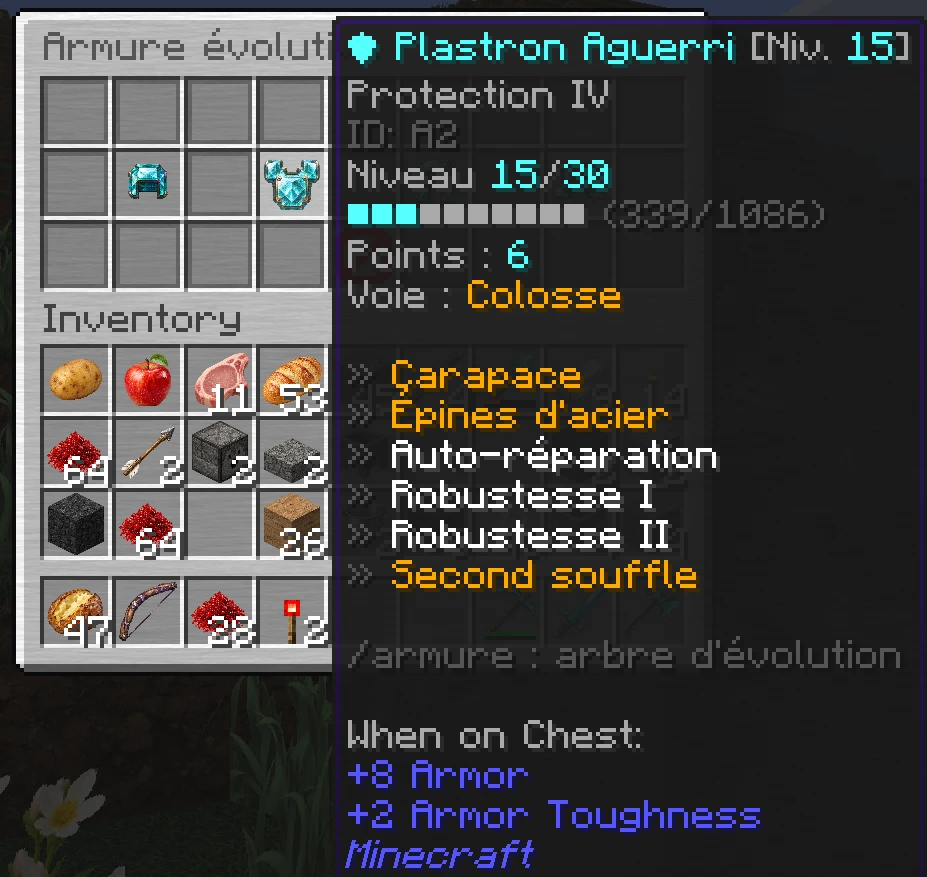 Armure évoluti
Plastron Aguerri [Niv. 15]
Protection IV
ID: A2
Niveau 15/30
(339/1086)
Points : 6
Voie : Colosse
Inventory
11
53
» Çarapace
» Épines d'acier
64
2
2
2
» Auto-réparation
» Robustesse I
64
26
» Robustesse II
» Second souffle
47
28
2
/armure : arbre d'évolution
When on Chest:
+8 Armor
+2 Armor Toughness
Minecraft